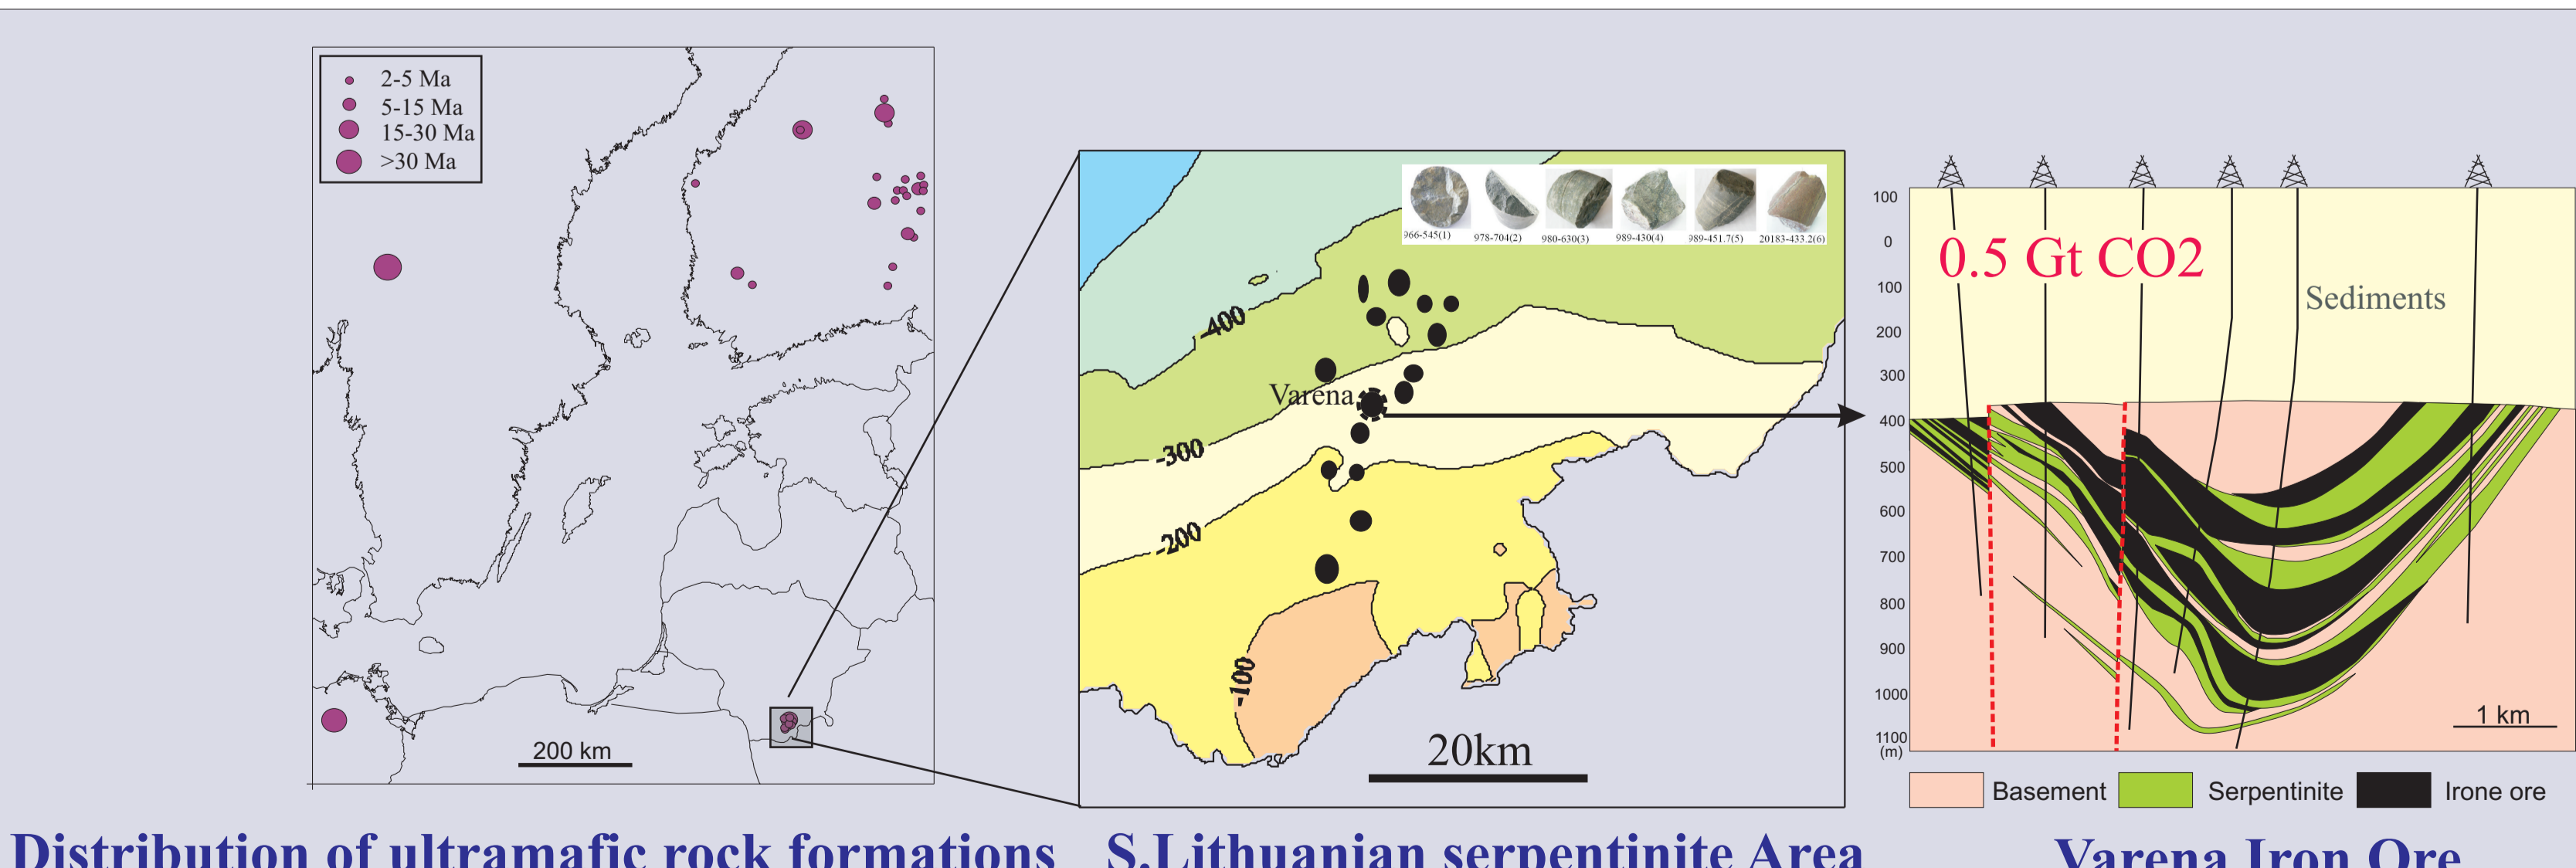 2-5 Ma
5-15 Ma
15-30 Ma
>30 Ma
200 km
966-545(1) 978-704(2) 980-630(3) 989-430(4) 989-451.7(5) 20183-433.2(6)
-400
Varena
-300
-200
-100
20km
100
0
100
200
300
400
500
600
700
800
900
1000
1100
(m)
0.5 Gt CO2
Sediments
1 km
Basement Serpentinite Irone ore
Distribution of ultramafic rock formations
S.Lithuanian serpentinite Area
Varena Iron Ore